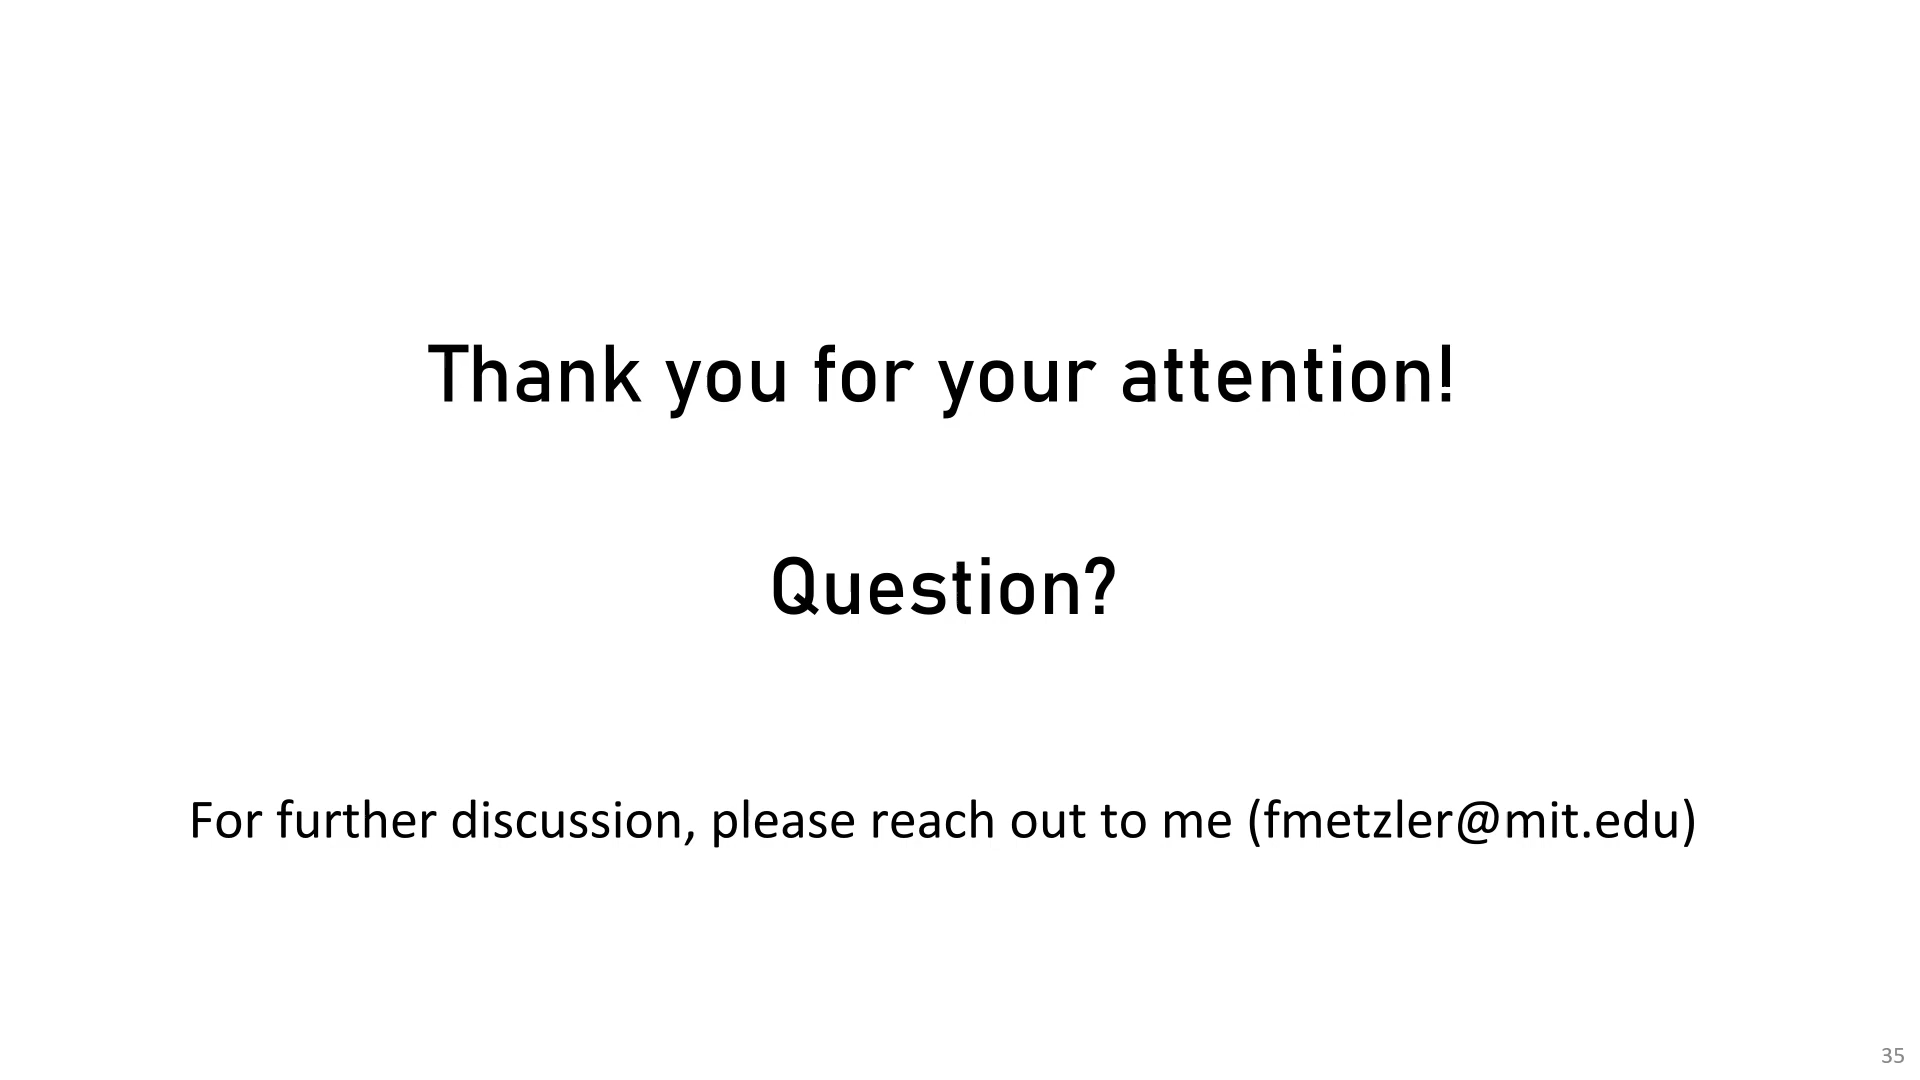 Thank you for your attention!
Question?
For further discussion, please reach out to me (fmetzler@mit.edu)
35